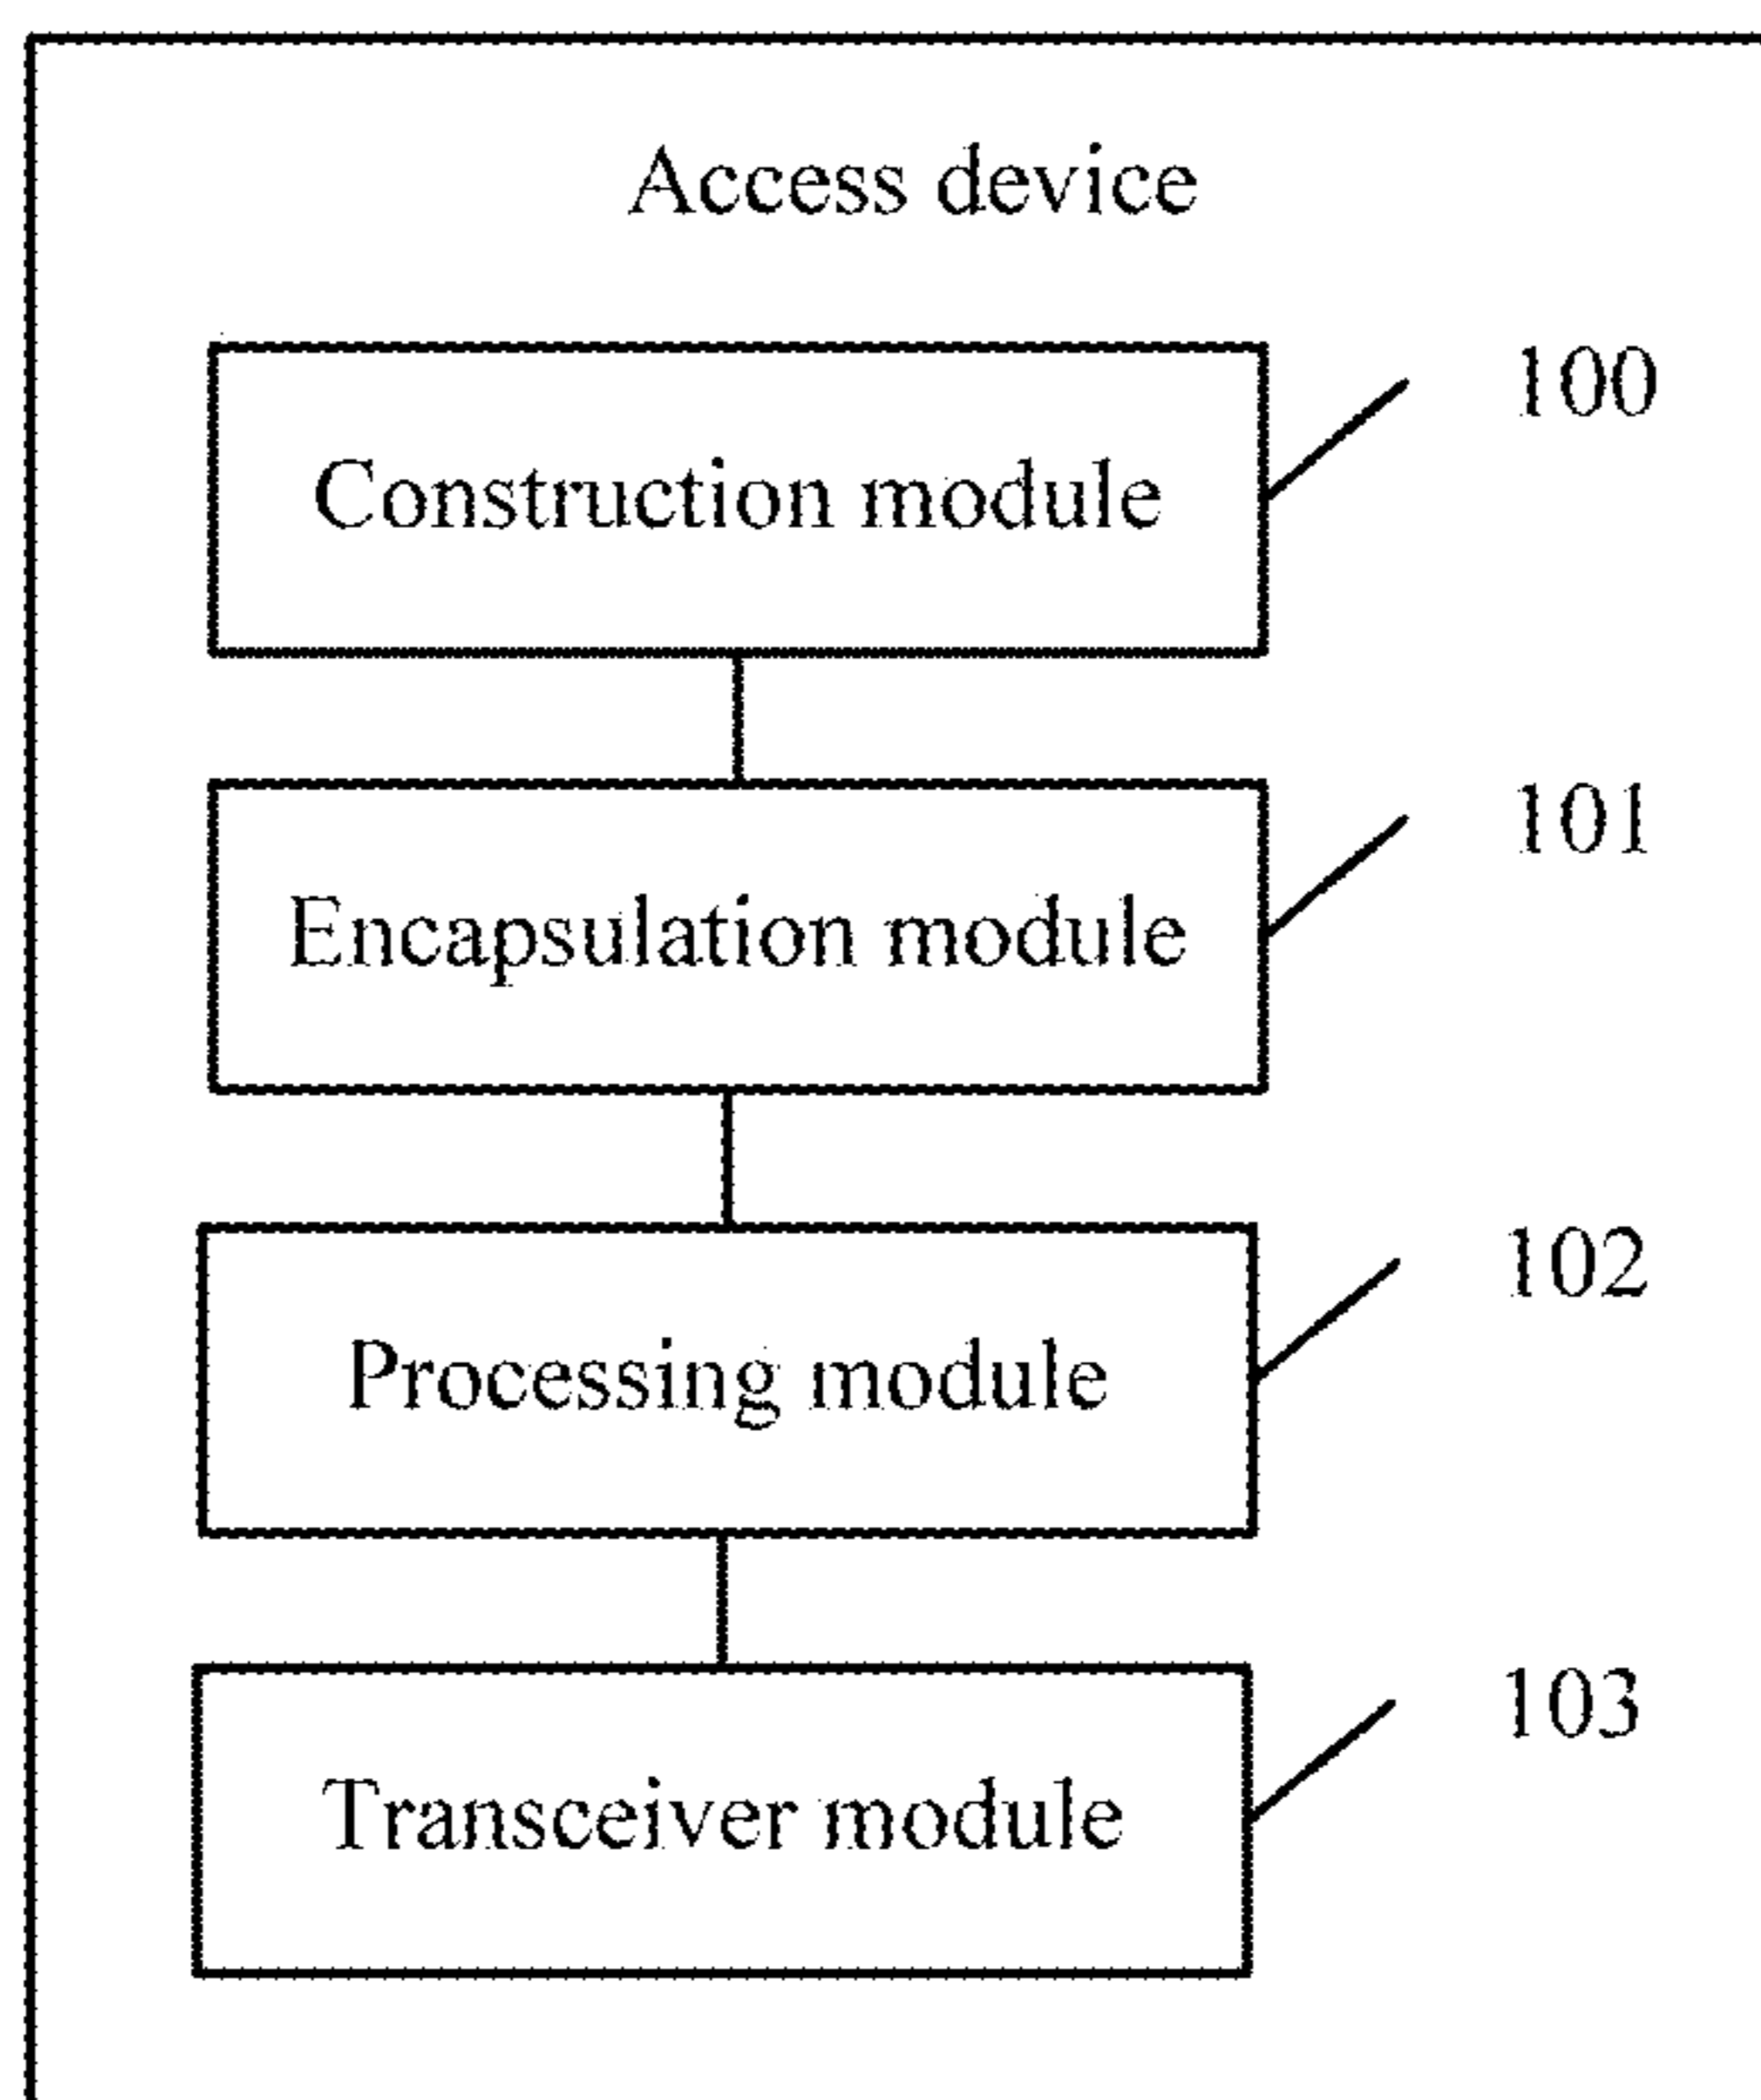 Access device
100
Construction module
101
Encapsulation module
102
Processing module
103
Transceiver module